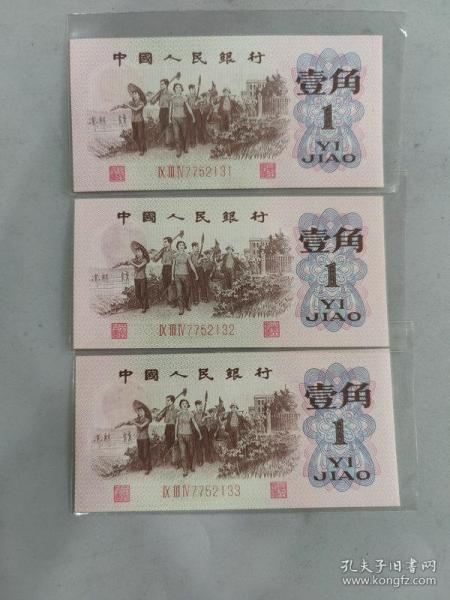 中國人民銀行
壹角
1
YI
JIAO
IX III IV 7752131
中國人民銀行
壹角
1
YI
JIAO
IX III IV 7752132
中國人民銀行
壹角
1
YI
JIAO
IX III IV 7752133
孔夫子旧书网
www.kongfz.com